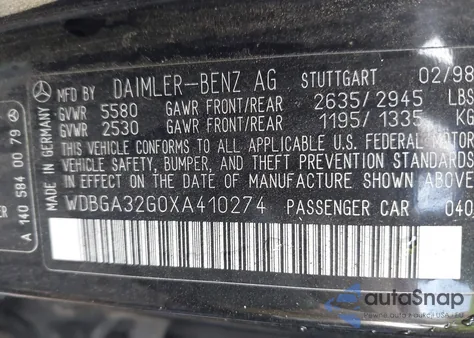 MFD BY DAIMLER-BENZ AG STUTTGART 02/98
GVWR 5580 GAWR FRONT/REAR 2635/2945 LBS
GVWR 2530 GAWR FRONT/REAR 1195/1335 KG
THIS VEHICLE CONFORMS TO ALL APPLICABLE U.S. FEDERAL MOTOR
VEHICLE SAFETY, BUMPER, AND THEFT PREVENTION STANDARDS
IN EFFECT ON THE DATE OF MANUFACTURE SHOWN ABOVE
WDBGA32G0XA410274 PASSENGER CAR 040
MADE IN GERMANY
A 140 584 00 79
autoSnap